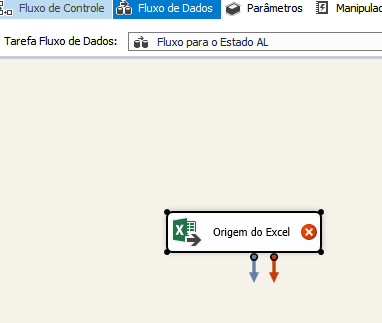 Fluxo de Controle Fluxo de Dados Parâmetros Manipulad
Tarefa Fluxo de Dados: Fluxo para o Estado AL
Origem do Excel